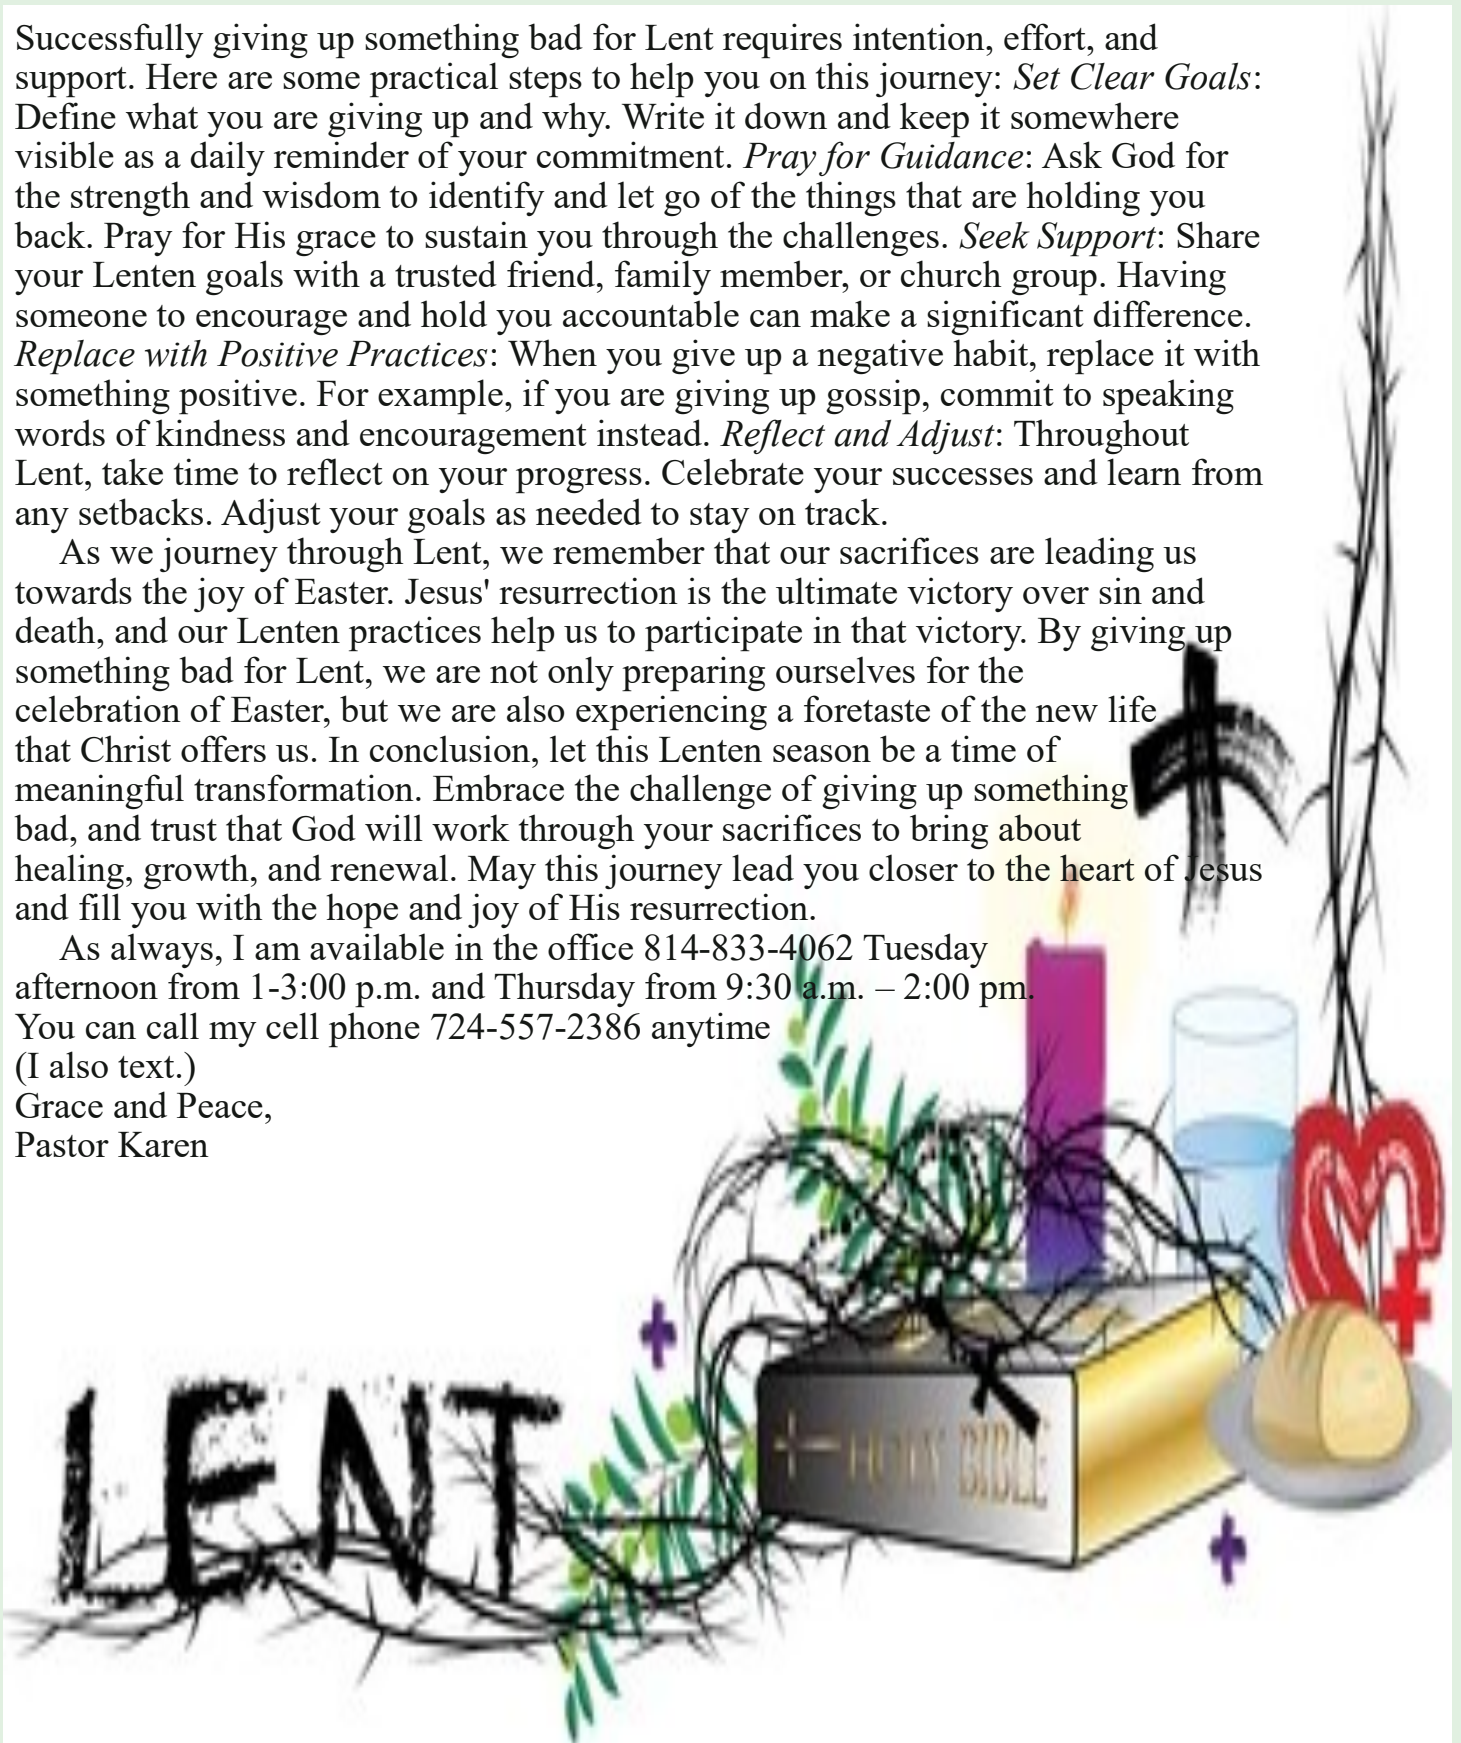 Successfully giving up something bad for Lent requires intention, effort, and
support. Here are some practical steps to help you on this journey: Set Clear Goals:
Define what you are giving up and why. Write it down and keep it somewhere
visible as a daily reminder of your commitment. Pray for Guidance: Ask God for
the strength and wisdom to identify and let go of the things that are holding you
back. Pray for His grace to sustain you through the challenges. Seek Support: Share
your Lenten goals with a trusted friend, family member, or church group. Having
someone to encourage and hold you accountable can make a significant difference.
Replace with Positive Practices: When you give up a negative habit, replace it with
something positive. For example, if you are giving up gossip, commit to speaking
words of kindness and encouragement instead. Reflect and Adjust: Throughout
Lent, take time to reflect on your progress. Celebrate your successes and learn from
any setbacks. Adjust your goals as needed to stay on track.
As we journey through Lent, we remember that our sacrifices are leading us
towards the joy of Easter. Jesus' resurrection is the ultimate victory over sin and
death, and our Lenten practices help us to participate in that victory. By giving up
something bad for Lent, we are not only preparing ourselves for the
celebration of Easter, but we are also experiencing a foretaste of the new life
that Christ offers us. In conclusion, let this Lenten season be a time of
meaningful transformation. Embrace the challenge of giving up something
bad, and trust that God will work through your sacrifices to bring about
healing, growth, and renewal. May this journey lead you closer to the heart of Jesus
and fill you with the hope and joy of His resurrection.
As always, I am available in the office 814-833-4062 Tuesday
afternoon from 1-3:00 p.m. and Thursday from 9:30 a.m. – 2:00 pm.
You can call my cell phone 724-557-2386 anytime
(I also text.)
Grace and Peace,
Pastor Karen
LENT
HOLY BIBLE